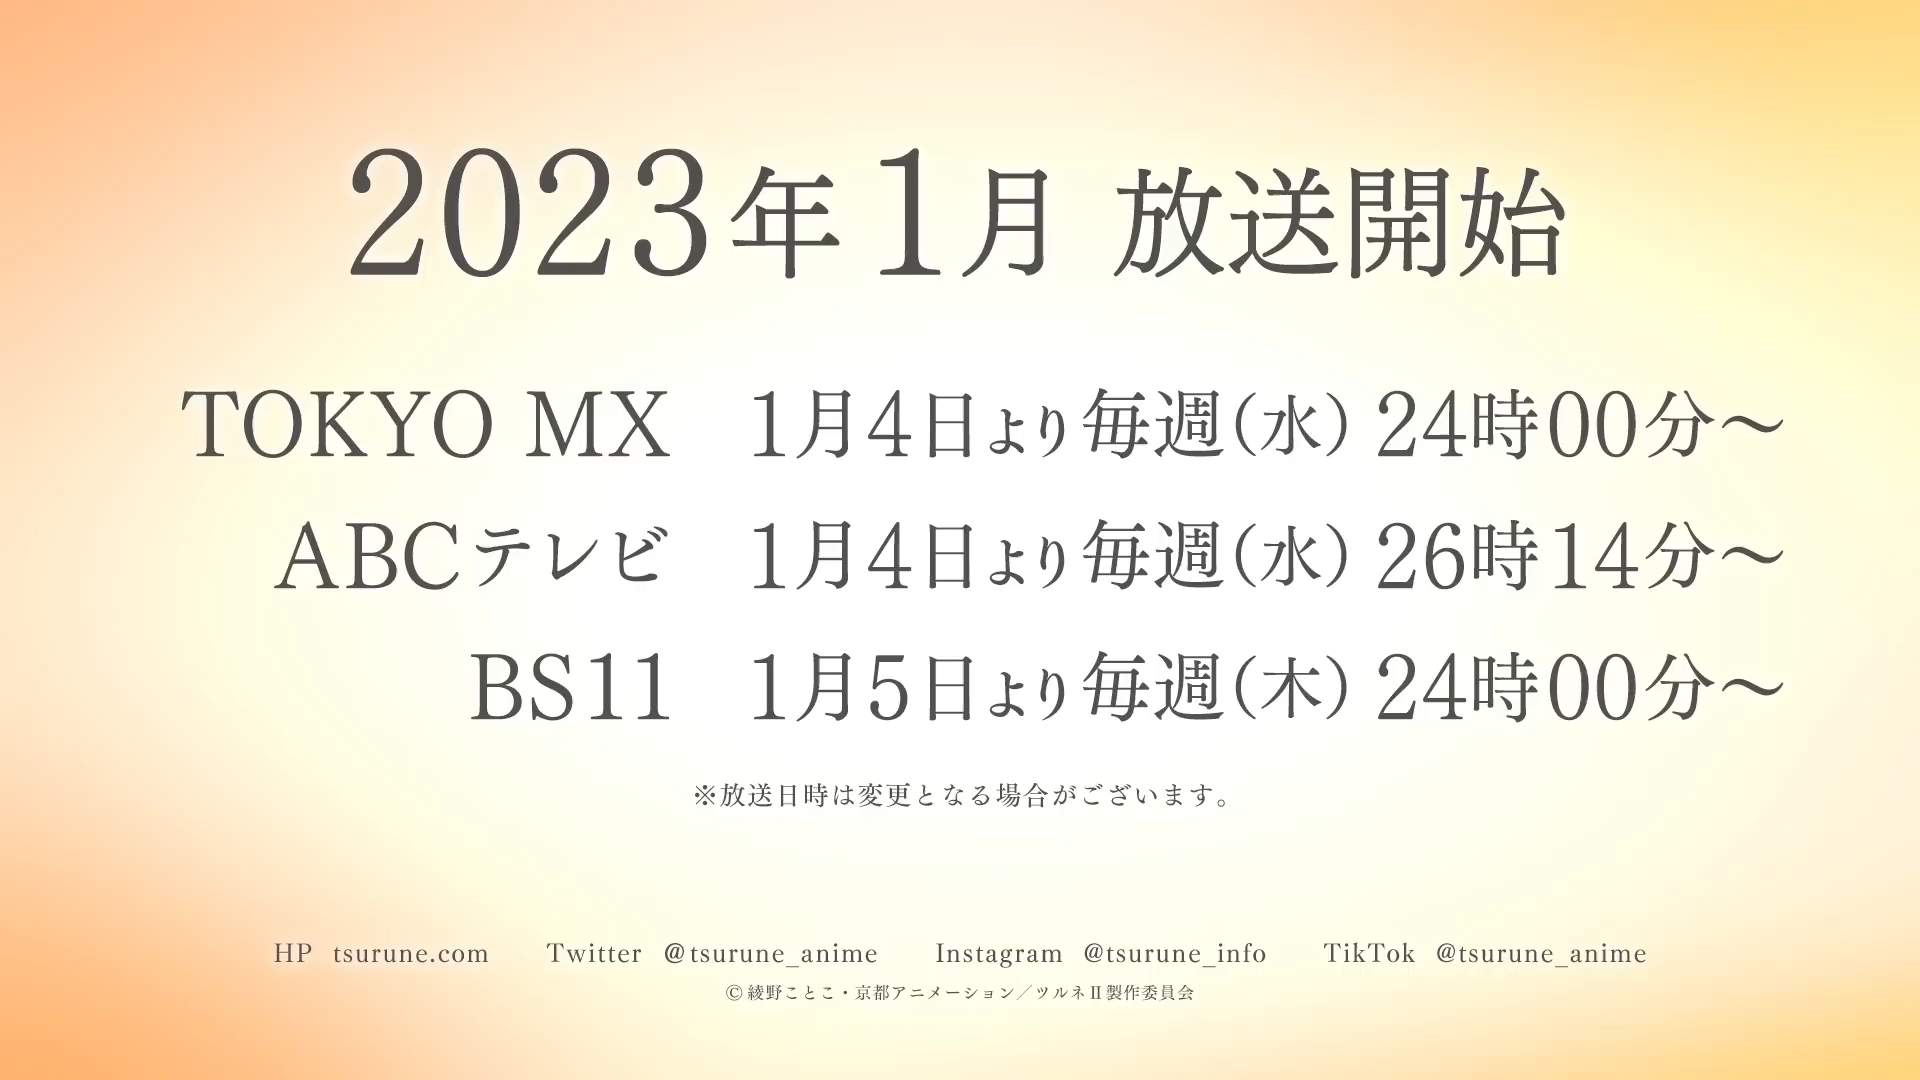 2023年1月 放送開始
TOKYO MX 1月4日より毎週(水) 24時00分〜
ABCテレビ 1月4日より毎週(水) 26時14分〜
BS11 1月5日より毎週(木) 24時00分〜
※放送日時は変更となる場合がございます。
HP tsurune.com Twitter @tsurune_anime Instagram @tsurune_info TikTok @tsurune_anime
©綾野ことこ・京都アニメーション／ツルネⅡ製作委員会